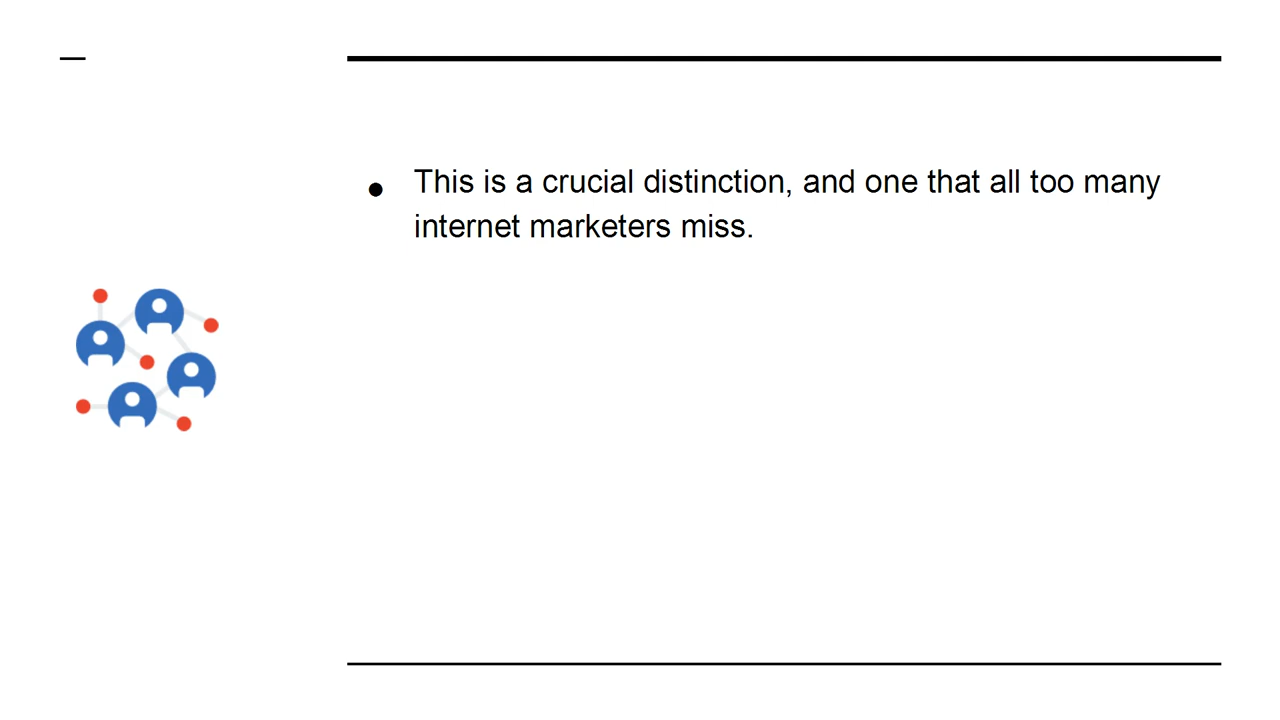 ● This is a crucial distinction, and one that all too many
internet marketers miss.